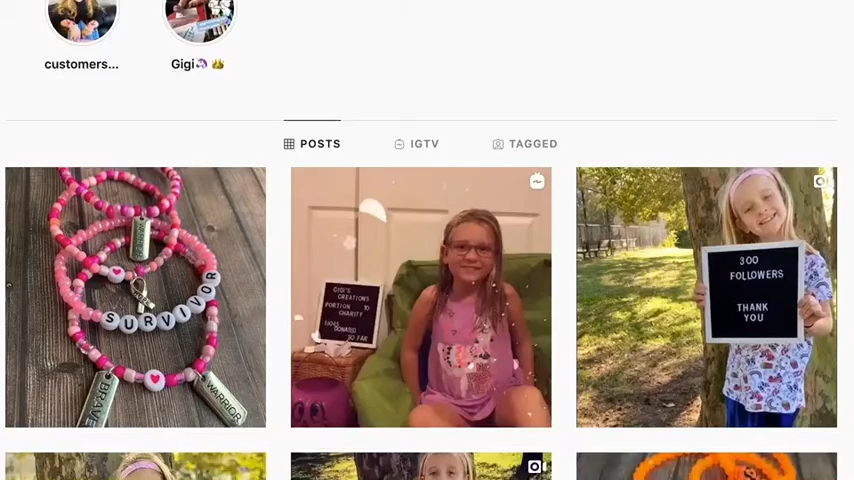 customers...
Gigi🦄 👑
POSTS
IGTV
TAGGED
SURVIVOR
BRAVE
WARRIOR
GIGI'S
CREATIONS
PORTION TO
CHARITY
DONATED
SO FAR
300
FOLLOWERS
THANK
YOU